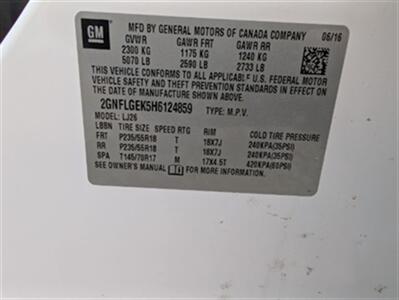 GM
MFD BY GENERAL MOTORS OF CANADA COMPANY 06/16
GVWR GAWR FRT GAWR RR
2300 KG 1175 KG 1240 KG
5070 LB 2590 LB 2733 LB
THIS VEHICLE CONFORMS TO ALL APPLICABLE U.S. FEDERAL MOTOR
VEHICLE SAFETY AND THEFT PREVENTION STANDARDS IN EFFECT
ON THE DATE OF MANUFACTURE SHOWN ABOVE.
2GNFLGEK5H6124859 TYPE: M.P.V.
MODEL: LJ26
TIRE SIZE SPEED RTG RIM COLD TIRE PRESSURE
FRT P235/55R18 T 18X7J 240KPA(35PSI)
RR P235/55R18 T 18X7J 240KPA(35PSI)
SPA T145/70R17 M 17X4.5T 420KPA(60PSI)
SEE OWNER'S MANUAL FOR MORE INFORMATION